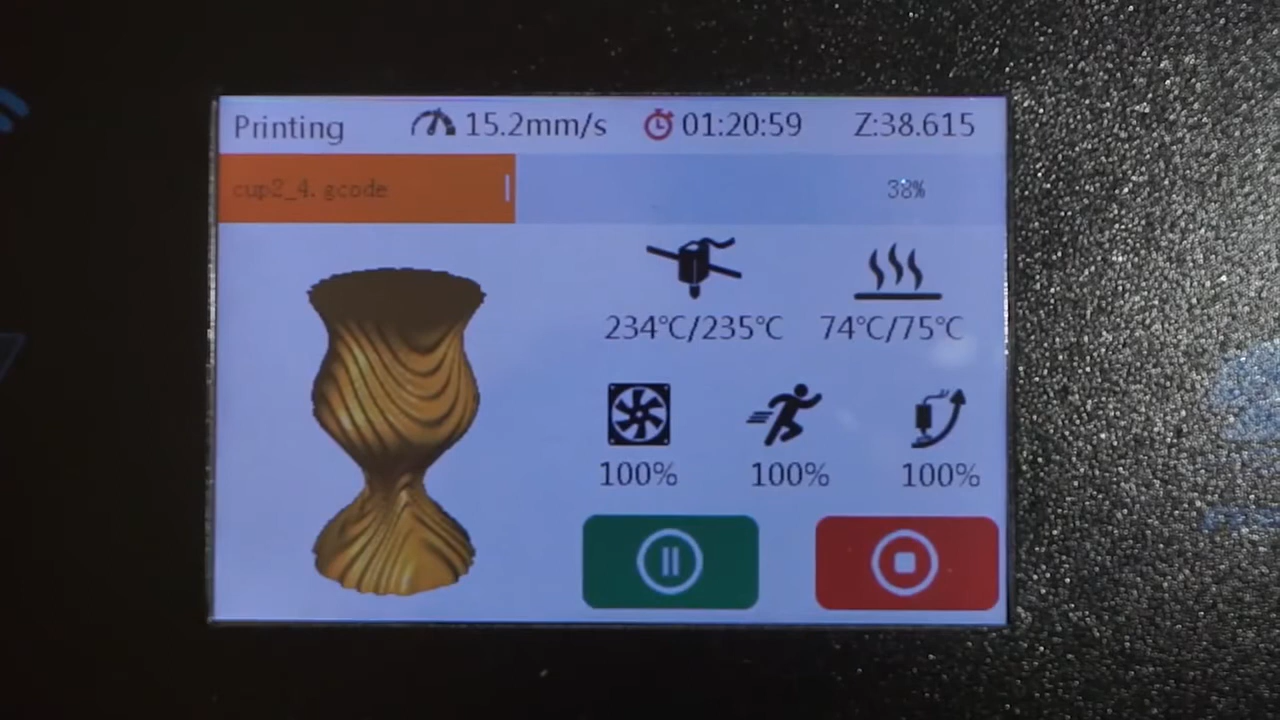 Printing 15.2mm/s 01:20:59 Z:38.615
cup2_4.gcode 38%
234℃/235℃ 74℃/75℃
100% 100% 100%